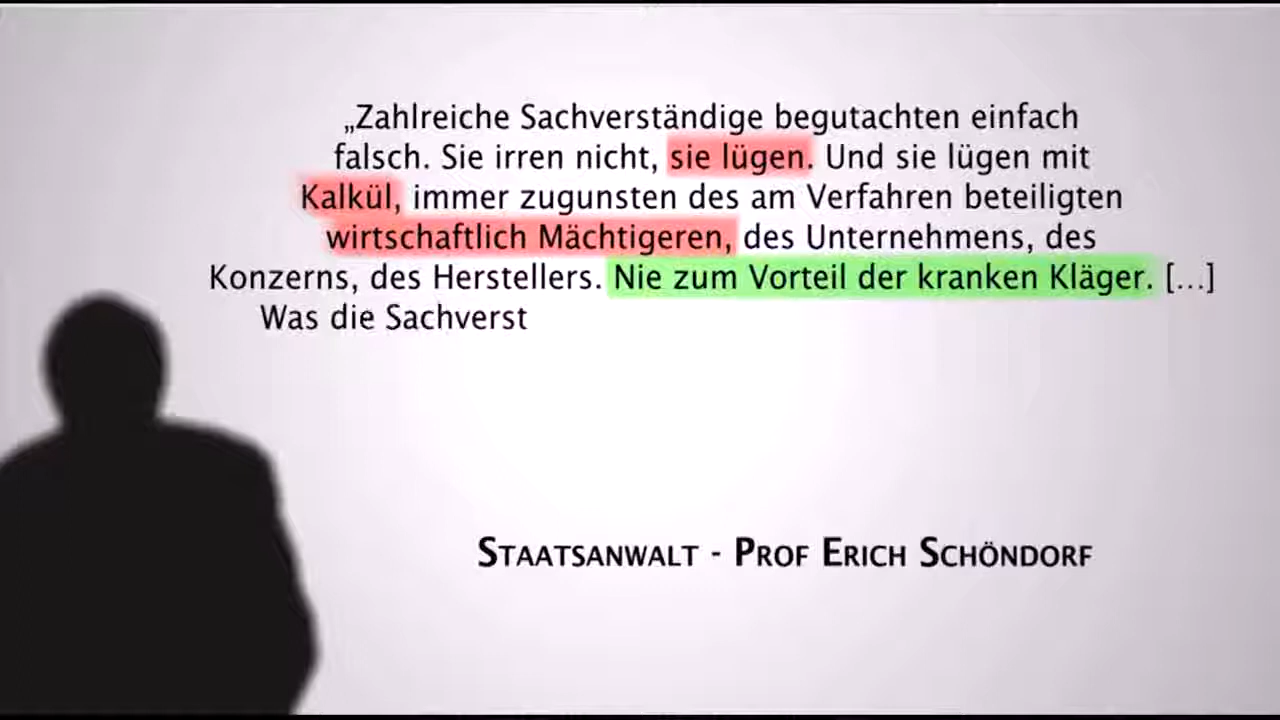 „Zahlreiche Sachverständige begutachten einfach
falsch. Sie irren nicht, sie lügen. Und sie lügen mit
Kalkül, immer zugunsten des am Verfahren beteiligten
wirtschaftlich Mächtigeren, des Unternehmens, des
Konzerns, des Herstellers. Nie zum Vorteil der kranken Kläger. [...]
Was die Sachverst
STAATSANWALT - PROF ERICH SCHÖNDORF